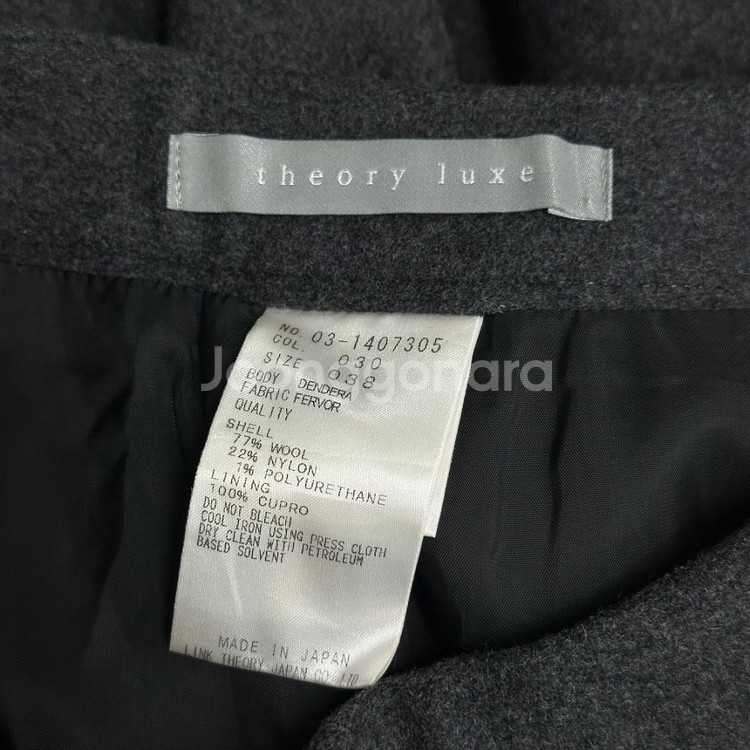 theory luxe
NO. 03-1407305
COL. 030
SIZE 038
BODY DENDERA
FABRIC FERVOR
QUALITY
SHELL
77% WOOL
22% NYLON
1% POLYURETHANE
LINING
100% CUPRO
DO NOT BLEACH
COOL IRON USING PRESS CLOTH
DRY CLEAN WITH PETROLEUM
BASED SOLVENT
MADE IN JAPAN
LINK THEORY JAPAN CO LTD
Joonggonara